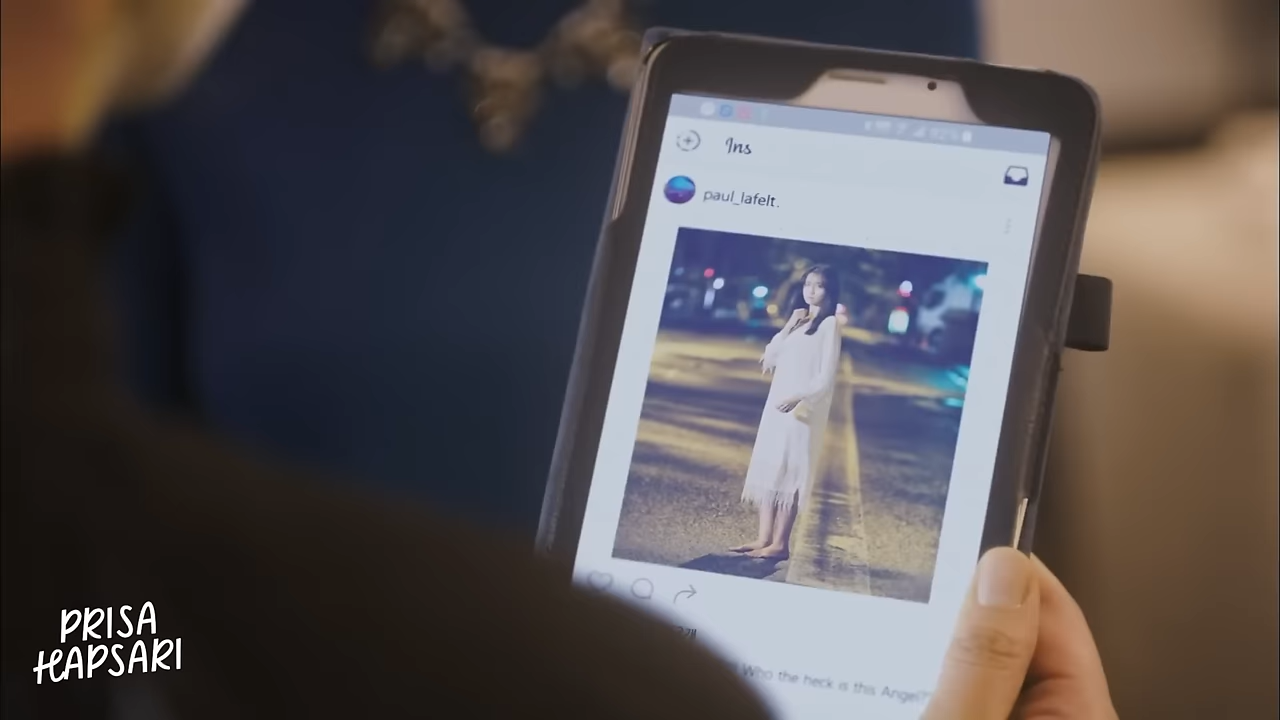 Ins
paul_lafelt.
Who the heck is this Angel?
PRISA
HAPSARI